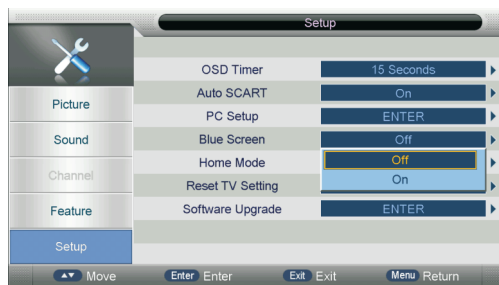 Setup
OSD Timer 15 Seconds
Auto SCART On
Picture
PC Setup ENTER
Sound
Blue Screen Off
Home Mode Off
Channel
Reset TV Setting On
Feature
Software Upgrade ENTER
Setup
Move Enter Enter Exit Exit Menu Return